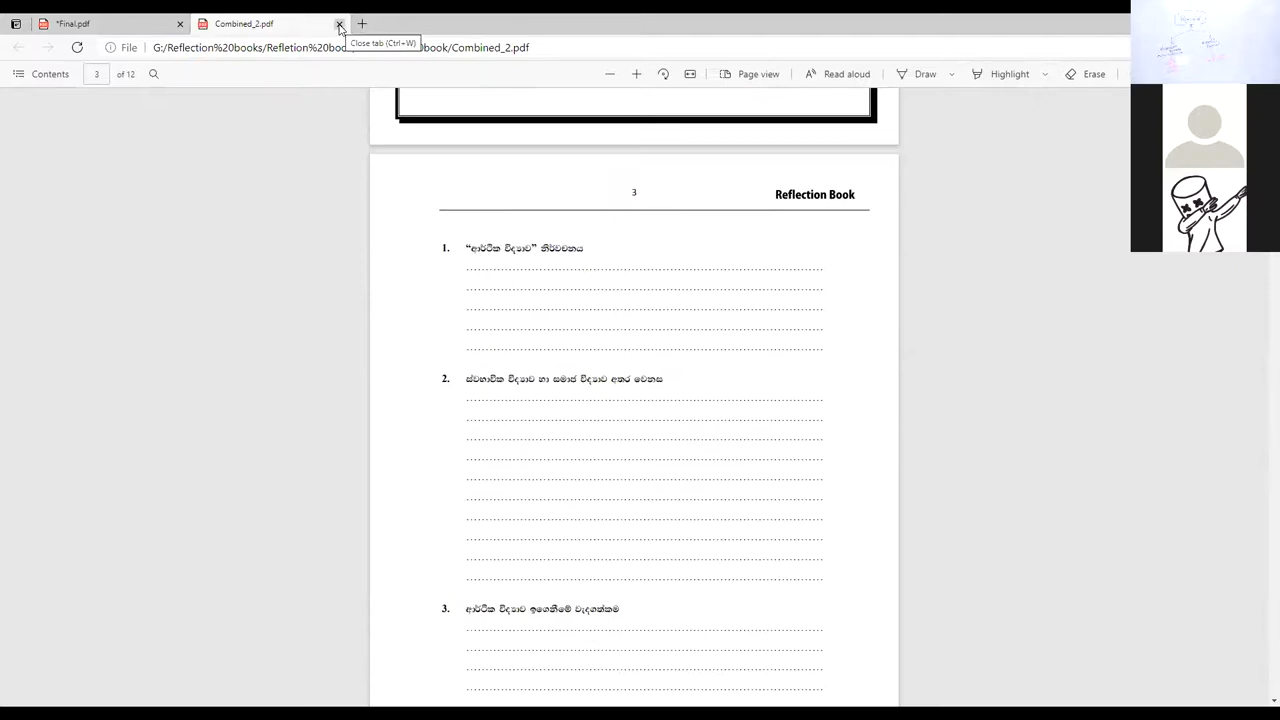 *Final.pdf
Combined_2.pdf
Close tab (Ctrl+W)
File G:/Reflection%20books/Refletion%20bo book/Combined_2.pdf
Contents 3 of 12 Page view Read aloud Draw Highlight Erase
3 Reflection Book
1. “ආර්ථික විද්‍යාව” නිර්වචනය
2. ස්වභාවික විද්‍යාව හා සමාජ විද්‍යාව අතර වෙනස
3. ආර්ථික විද්‍යාව ඉගෙනීමේ වැදගත්කම